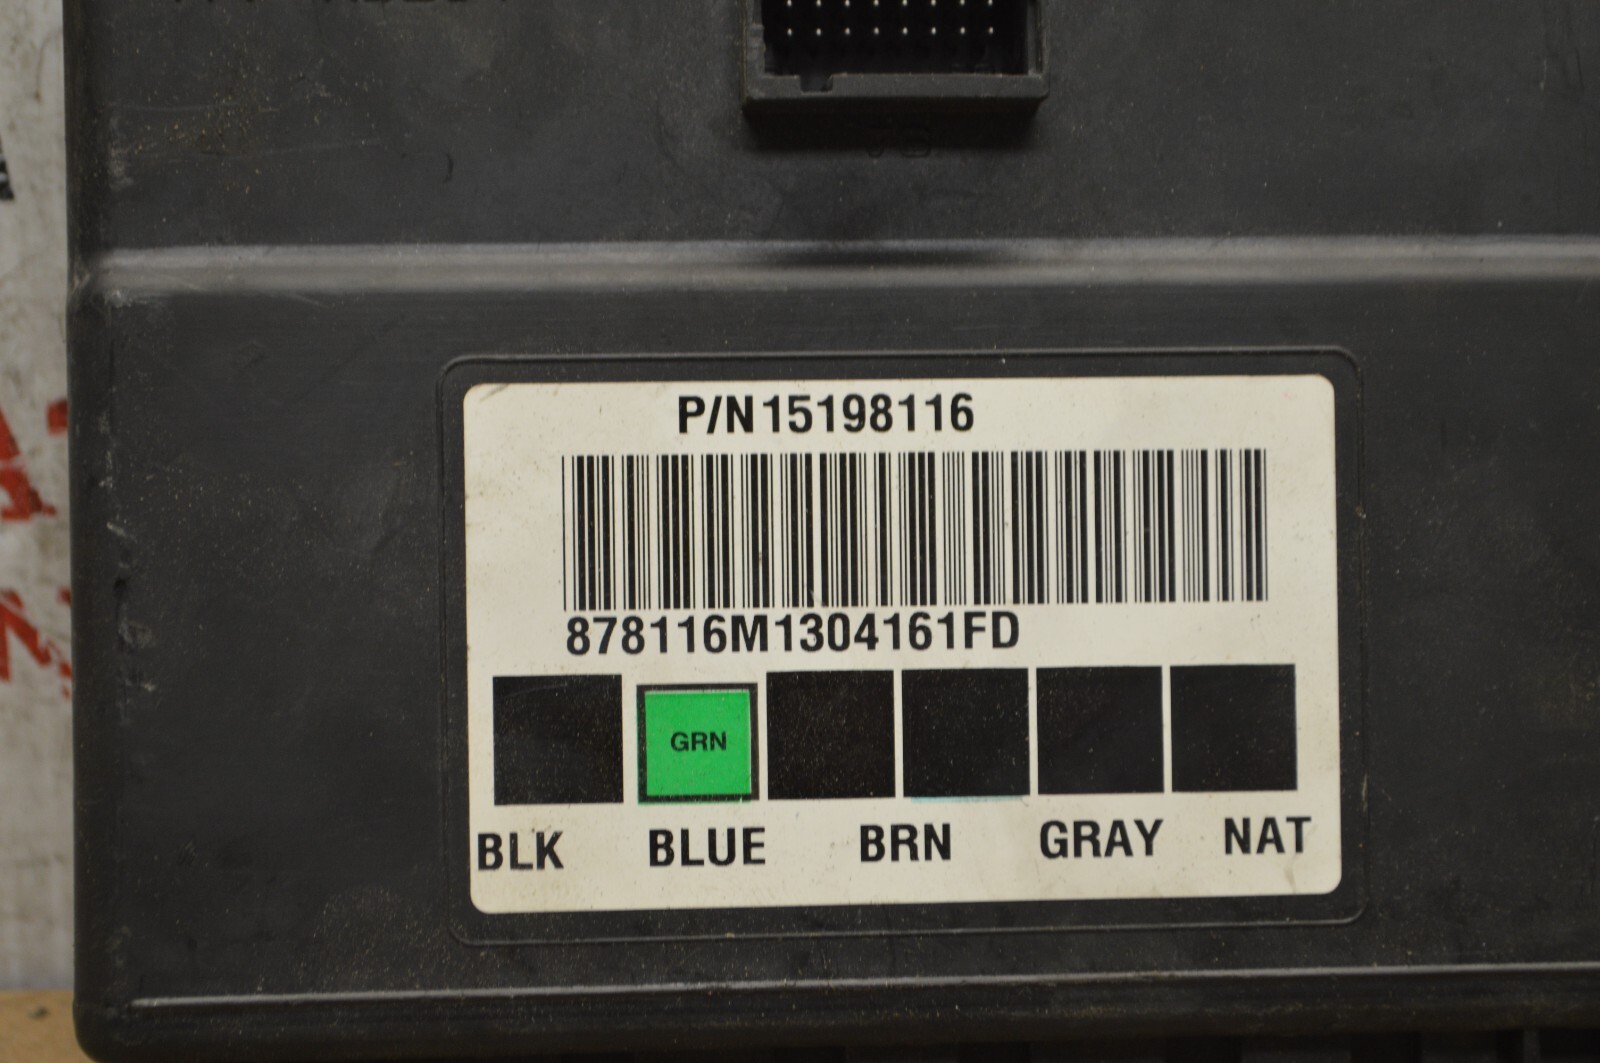 P/N15198116
878116M1304161FD
GRN
BLK BLUE BRN GRAY NAT